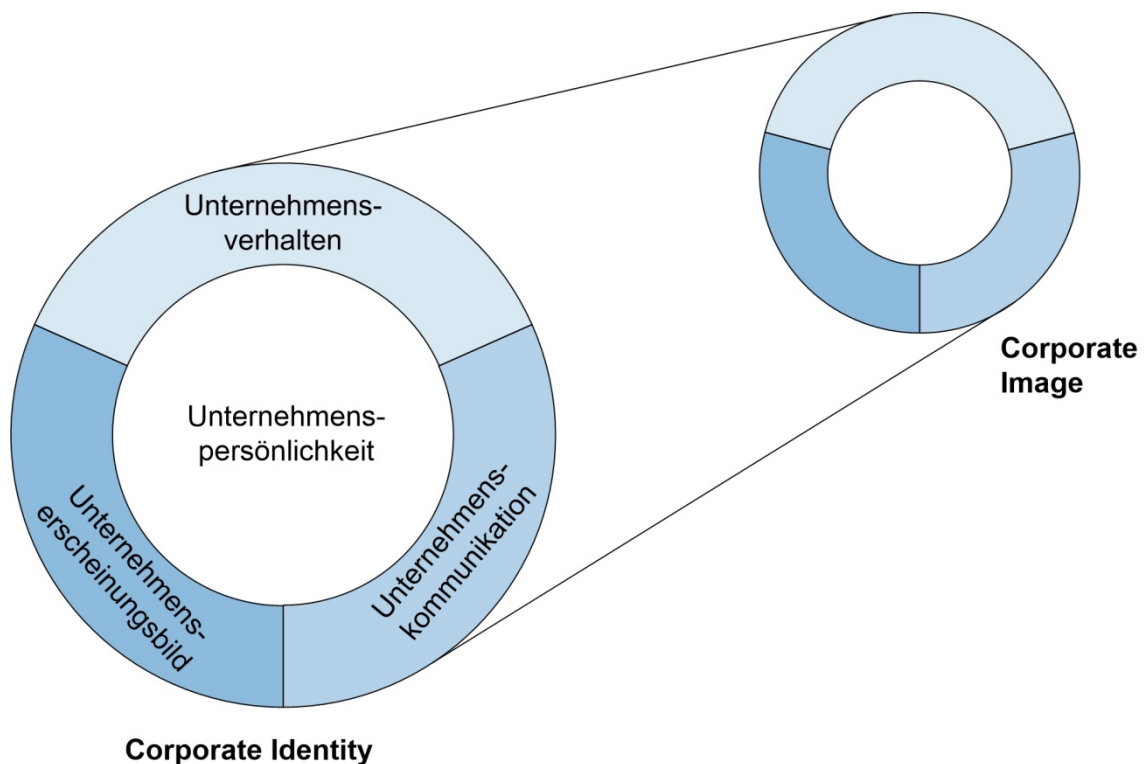 Unternehmens-
verhalten
Unternehmens-
persönlichkeit
Unternehmens-
erscheinungsbild
Unternehmens-
kommunikation
Corporate Identity
Corporate
Image